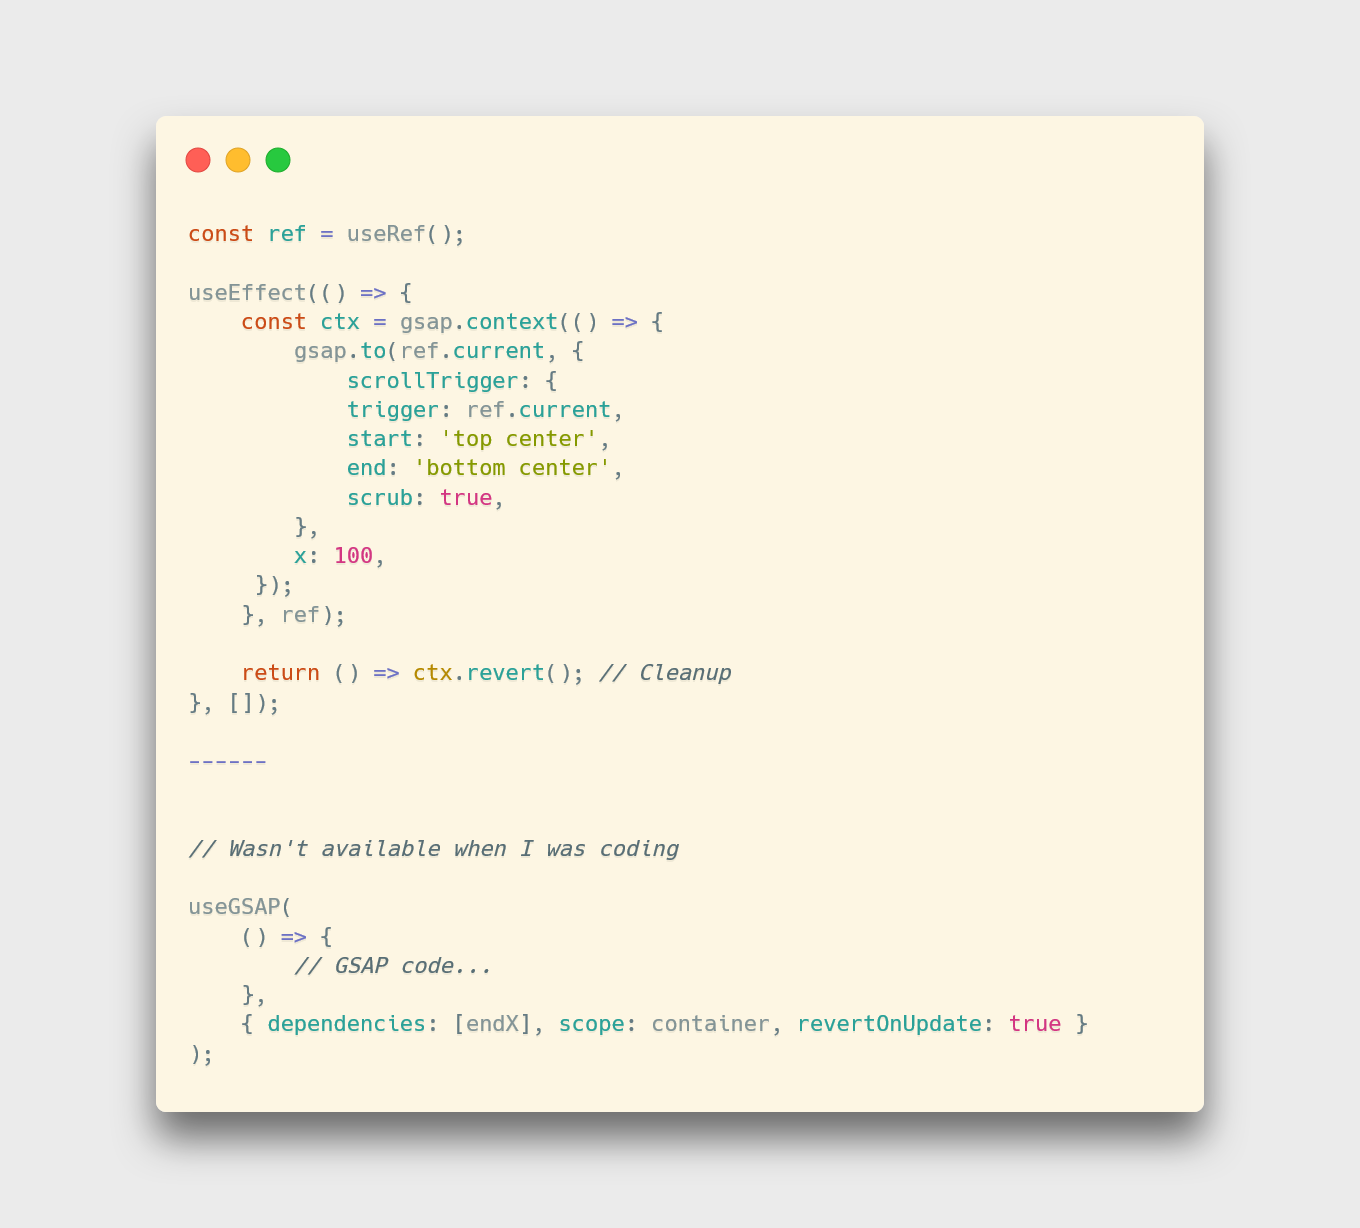 const ref = useRef();

useEffect(() => {
    const ctx = gsap.context(() => {
        gsap.to(ref.current, {
            scrollTrigger: {
            trigger: ref.current,
            start: 'top center',
            end: 'bottom center',
            scrub: true,
        },
        x: 100,
     });
    }, ref);

    return () => ctx.revert(); // Cleanup
}, []);

------


// Wasn't available when I was coding

useGSAP(
    () => {
        // GSAP code...
    },
    { dependencies: [endX], scope: container, revertOnUpdate: true }
);